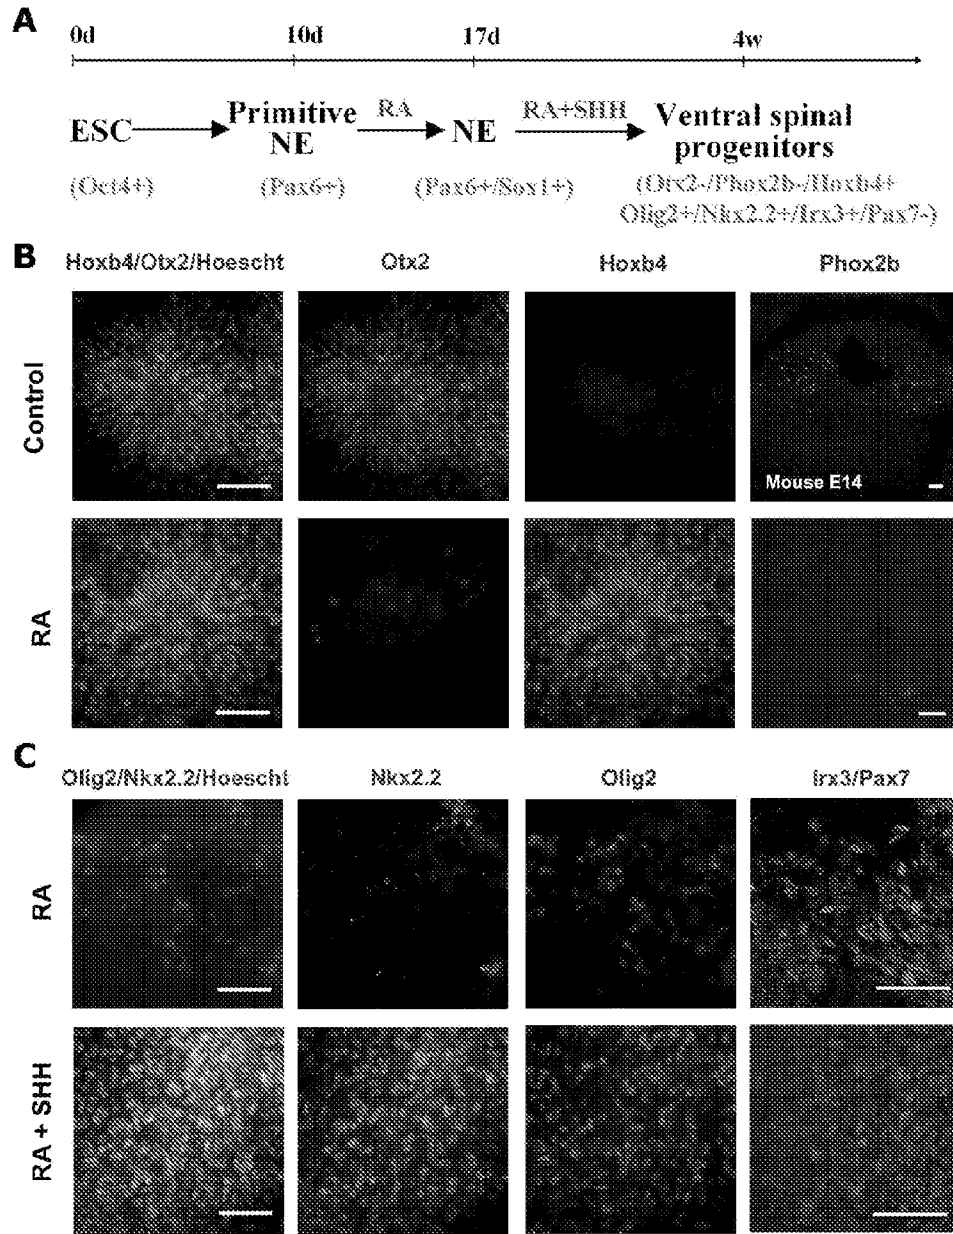 A
0d 10d 17d 4w
ESC Primitive NE RA NE RA+SHH Ventral spinal progenitors
(Oct4+) (Pax6+) (Pax6+/Sox1+) (Otx2-/Phox2b-/Hoxb4+
Olig2+/Nkx2.2+/Irx3+/Pax7-)
B
Hoxb4/Otx2/Hoescht Otx2 Hoxb4 Phox2b
Control
Mouse E14
RA
C
Olig2/Nkx2.2/Hoescht Nkx2.2 Olig2 Irx3/Pax7
RA
RA + SHH